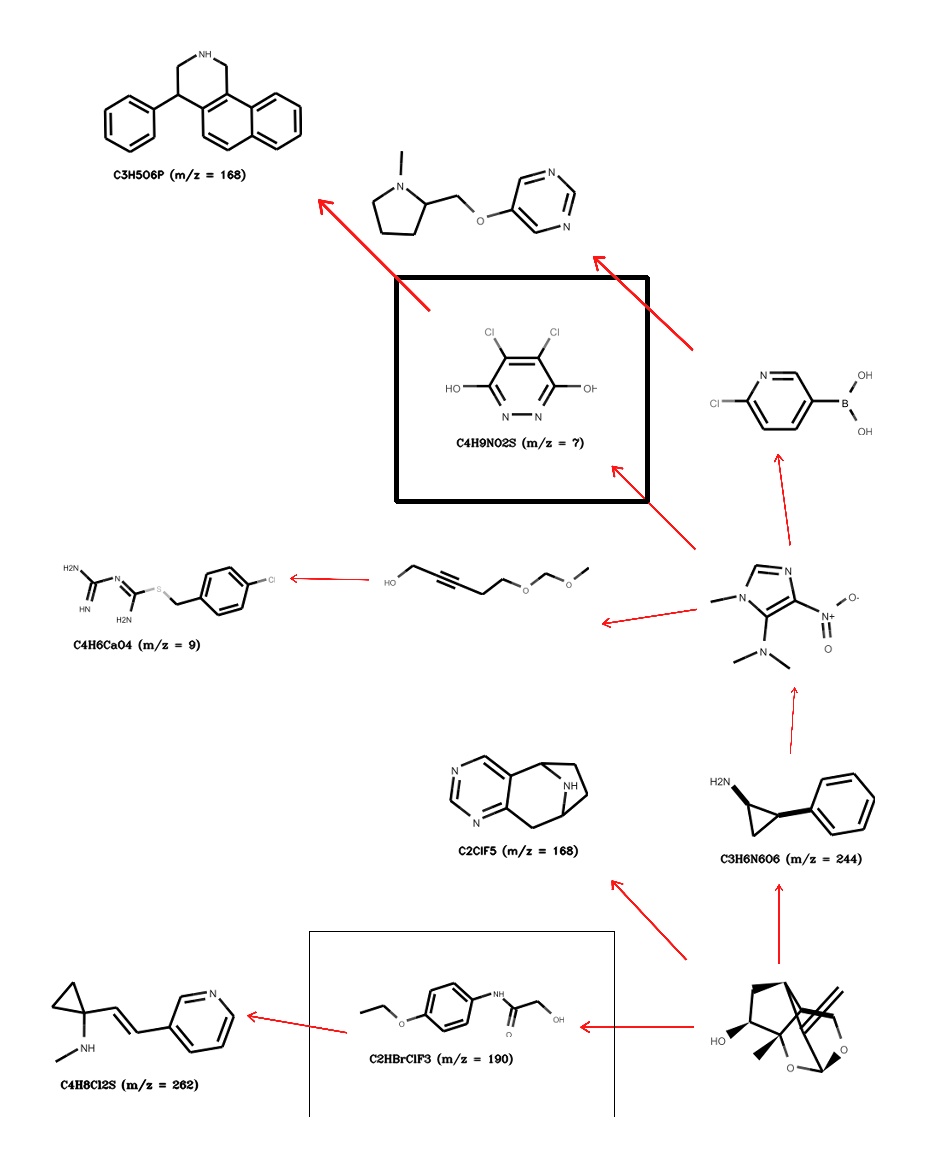 NH
C3H5O6P (m/z = 168)
N
N
O
N
Cl
Cl
N
OH
HO
OH
Cl
B
N
N
OH
C4H9NO2S (m/z = 7)
H2N
N
N
S
Cl
HO
O
O
N
O-
HN
N+
H2N
O
C4H6CaO4 (m/z = 9)
N
N
H2N
NH
N
C2ClF5 (m/z = 168)
C3H6N6O6 (m/z = 244)
N
NH
OH
O
O
HO
O
NH
O
C2HBrClF3 (m/z = 190)
O
C4H8Cl2S (m/z = 262)